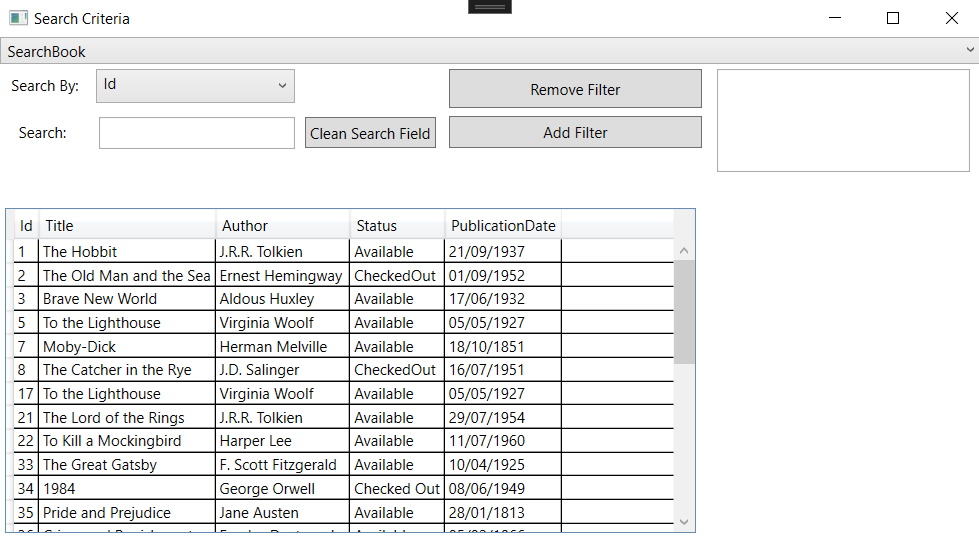 Search Criteria
SearchBook
Search By: Id Remove Filter
Search: Clean Search Field Add Filter
Id Title Author Status PublicationDate
1 The Hobbit J.R.R. Tolkien Available 21/09/1937
2 The Old Man and the Sea Ernest Hemingway CheckedOut 01/09/1952
3 Brave New World Aldous Huxley Available 17/06/1932
5 To the Lighthouse Virginia Woolf Available 05/05/1927
7 Moby-Dick Herman Melville Available 18/10/1851
8 The Catcher in the Rye J.D. Salinger CheckedOut 16/07/1951
17 To the Lighthouse Virginia Woolf Available 05/05/1927
21 The Lord of the Rings J.R.R. Tolkien Available 29/07/1954
22 To Kill a Mockingbird Harper Lee Available 11/07/1960
33 The Great Gatsby F. Scott Fitzgerald Available 10/04/1925
34 1984 George Orwell Checked Out 08/06/1949
35 Pride and Prejudice Jane Austen Available 28/01/1813